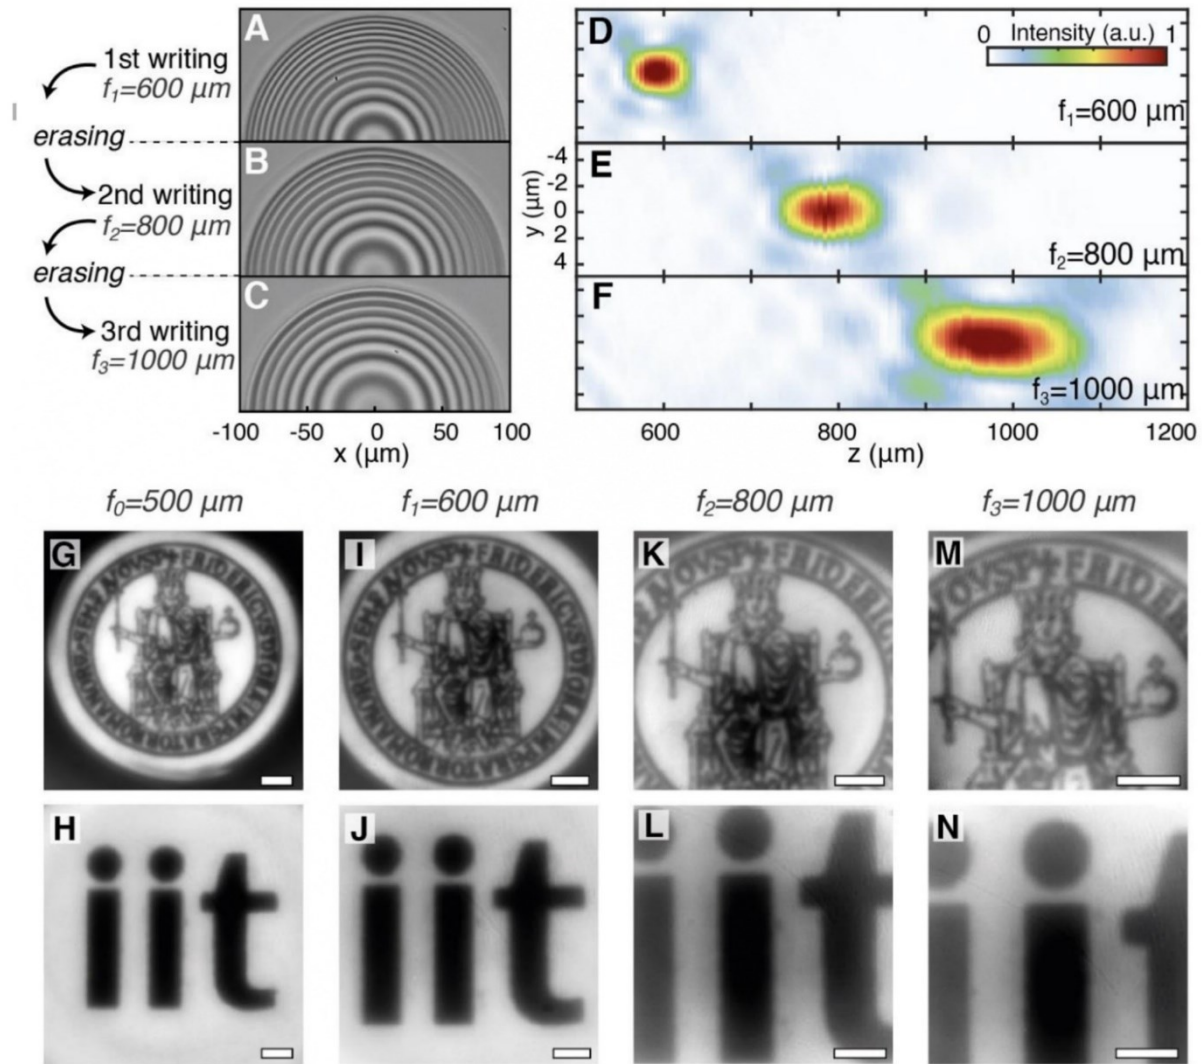 A
1st writing
f₁=600 µm
erasing
B
2nd writing
f₂=800 µm
erasing
C
3rd writing
f₃=1000 µm
-100 -50 0 50 100
x (µm)
D
0 Intensity (a.u.) 1
f₁=600 µm
E
-4
-2
0
2
4
y (µm)
f₂=800 µm
F
f₃=1000 µm
600 800 1000 1200
z (µm)
f₀=500 µm f₁=600 µm f₂=800 µm f₃=1000 µm
G I K M
H J L N
iit iit